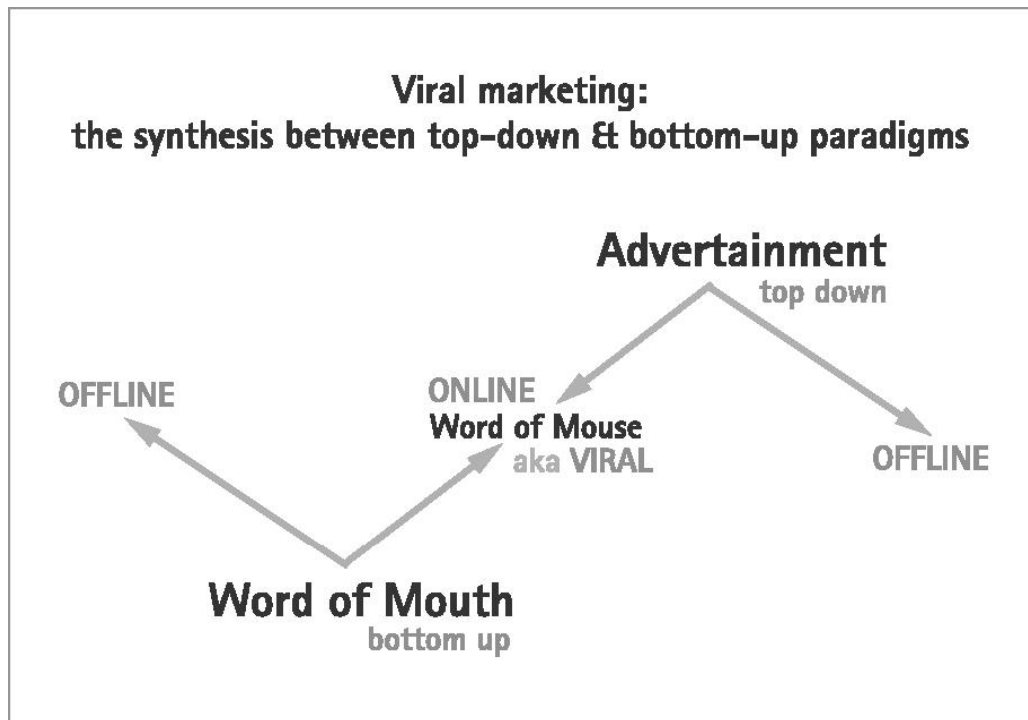 Viral marketing:
the synthesis between top-down & bottom-up paradigms
Advertainment
top down
OFFLINE
ONLINE
Word of Mouse
aka VIRAL
OFFLINE
Word of Mouth
bottom up